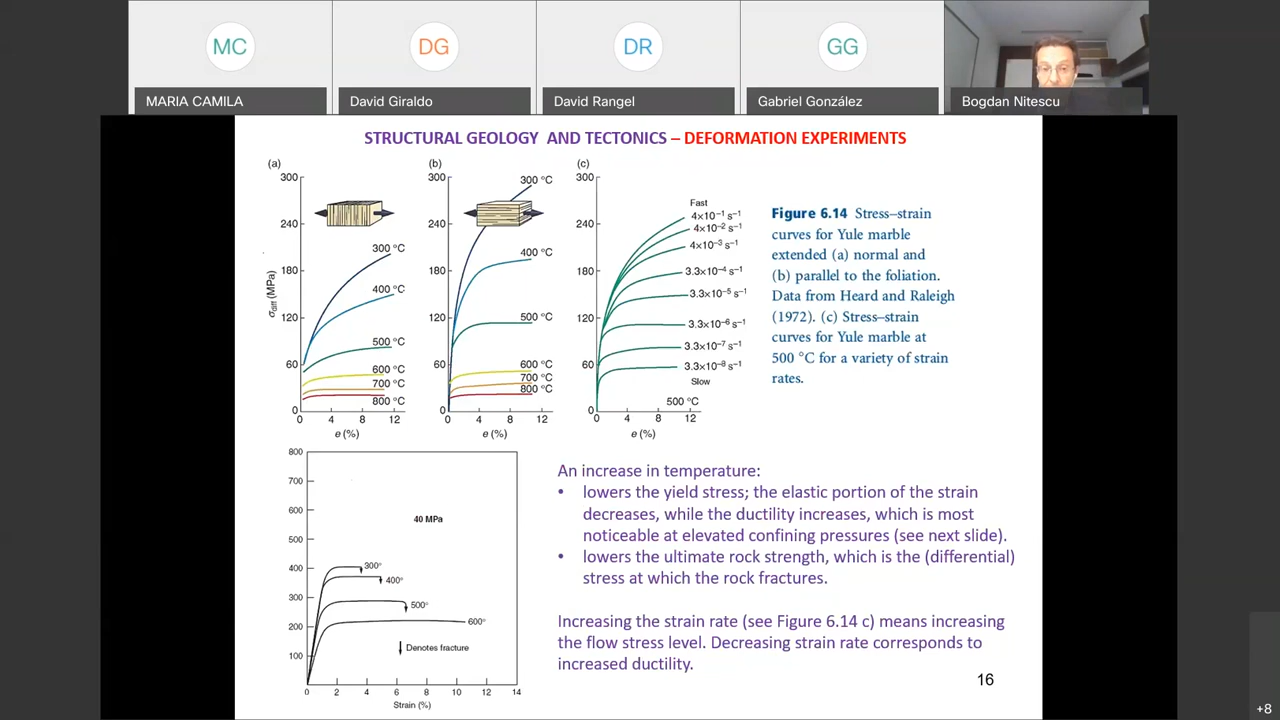 MC
DG
DR
GG
MARIA CAMILA
David Giraldo
David Rangel
Gabriel González
Bogdan Nitescu
STRUCTURAL GEOLOGY AND TECTONICS – DEFORMATION EXPERIMENTS
(a)
300
240
180
120
60
0
σdiff (MPa)
300 °C
400 °C
500 °C
600 °C
700 °C
800 °C
0 4 8 12
e (%)
(b)
300
240
180
120
60
0
300 °C
400 °C
500 °C
600 °C
700 °C
800 °C
0 4 8 12
e (%)
(c)
300
240
180
120
60
0
Fast
4×10⁻¹ s⁻¹
4×10⁻² s⁻¹
4×10⁻³ s⁻¹
3.3×10⁻⁴ s⁻¹
3.3×10⁻⁵ s⁻¹
3.3×10⁻⁶ s⁻¹
3.3×10⁻⁷ s⁻¹
3.3×10⁻⁸ s⁻¹
Slow
500 °C
0 4 8 12
e (%)
Figure 6.14 Stress–strain
curves for Yule marble
extended (a) normal and
(b) parallel to the foliation.
Data from Heard and Raleigh
(1972). (c) Stress–strain
curves for Yule marble at
500 °C for a variety of strain
rates.
800
700
600
500
400
300
200
100
40 MPa
300°
400°
500°
600°
Denotes fracture
0 2 4 6 8 10 12 14
Strain (%)
An increase in temperature:
• lowers the yield stress; the elastic portion of the strain
decreases, while the ductility increases, which is most
noticeable at elevated confining pressures (see next slide).
• lowers the ultimate rock strength, which is the (differential)
stress at which the rock fractures.
Increasing the strain rate (see Figure 6.14 c) means increasing
the flow stress level. Decreasing strain rate corresponds to
increased ductility.
16
+8